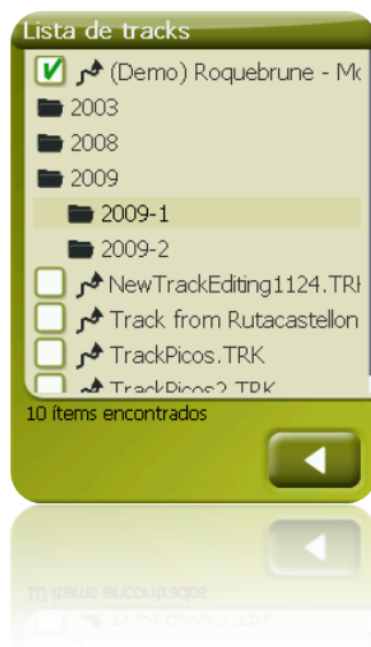 Lista de tracks
(Demo) Roquebrune - Mo
2003
2008
2009
2009-1
2009-2
NewTrackEditing1124.TRK
Track from Rutacastellon
TrackPicos.TRK
TrackPicos2.TRK
10 ítems encontrados